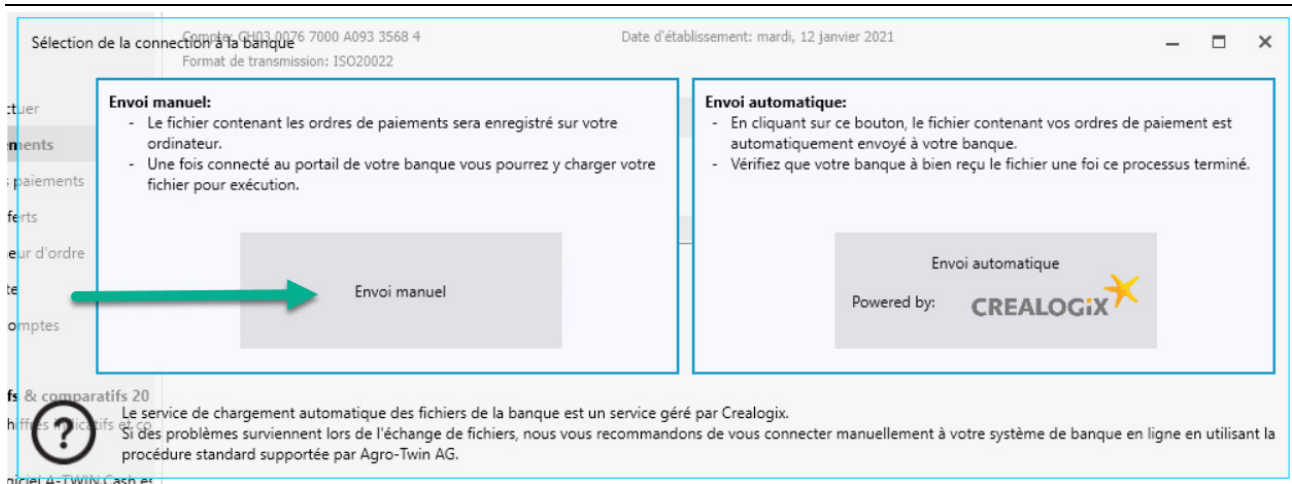 Sélection de la connection à la banque
Compte: CH03 0076 7000 A093 3568 4
Date d'établissement: mardi, 12 janvier 2021
Format de transmission: ISO20022
ctuer
ements
s paiements
ferts
eur d'ordre
te
omptes
fs & comparatifs 20
hiffres indicatifs et co
giciel A-TWIN.Cash es
Envoi manuel:
- Le fichier contenant les ordres de paiements sera enregistré sur votre
ordinateur.
- Une fois connecté au portail de votre banque vous pourrez y charger votre
fichier pour exécution.
Envoi manuel
Envoi automatique:
- En cliquant sur ce bouton, le fichier contenant vos ordres de paiement est
automatiquement envoyé à votre banque.
- Vérifiez que votre banque à bien reçu le fichier une foi ce processus terminé.
Envoi automatique
Powered by: CREALOGiX
?
Le service de chargement automatique des fichiers de la banque est un service géré par Crealogix.
Si des problèmes surviennent lors de l'échange de fichiers, nous vous recommandons de vous connecter manuellement à votre système de banque en ligne en utilisant la
procédure standard supportée par Agro-Twin AG.